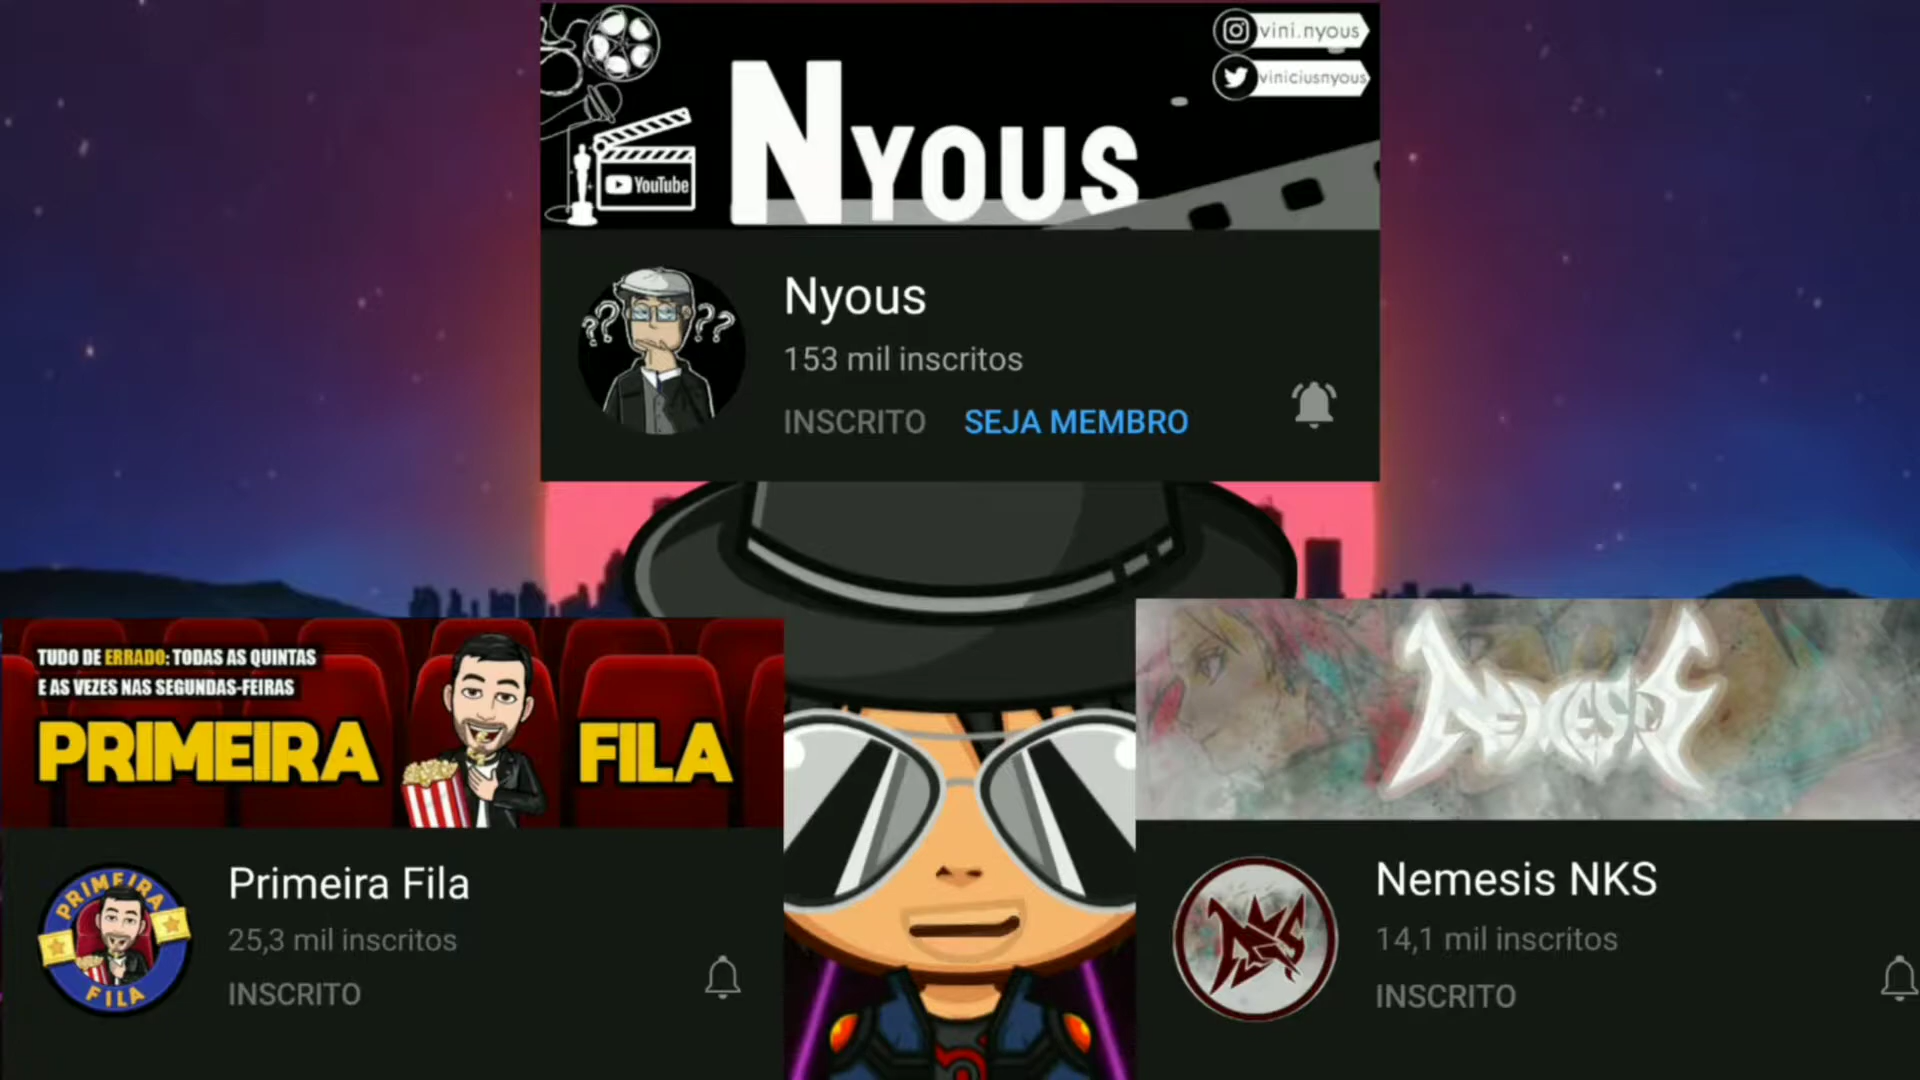 vini.nyous
viniciusnyous
NYOUS
YouTube
Nyous
153 mil inscritos
INSCRITO SEJA MEMBRO
TUDO DE ERRADO: TODAS AS QUINTAS
E AS VEZES NAS SEGUNDAS-FEIRAS
PRIMEIRA FILA
PRIMEIRA
FILA
Primeira Fila
25,3 mil inscritos
INSCRITO
NEMESIS
NKS
Nemesis NKS
14,1 mil inscritos
INSCRITO